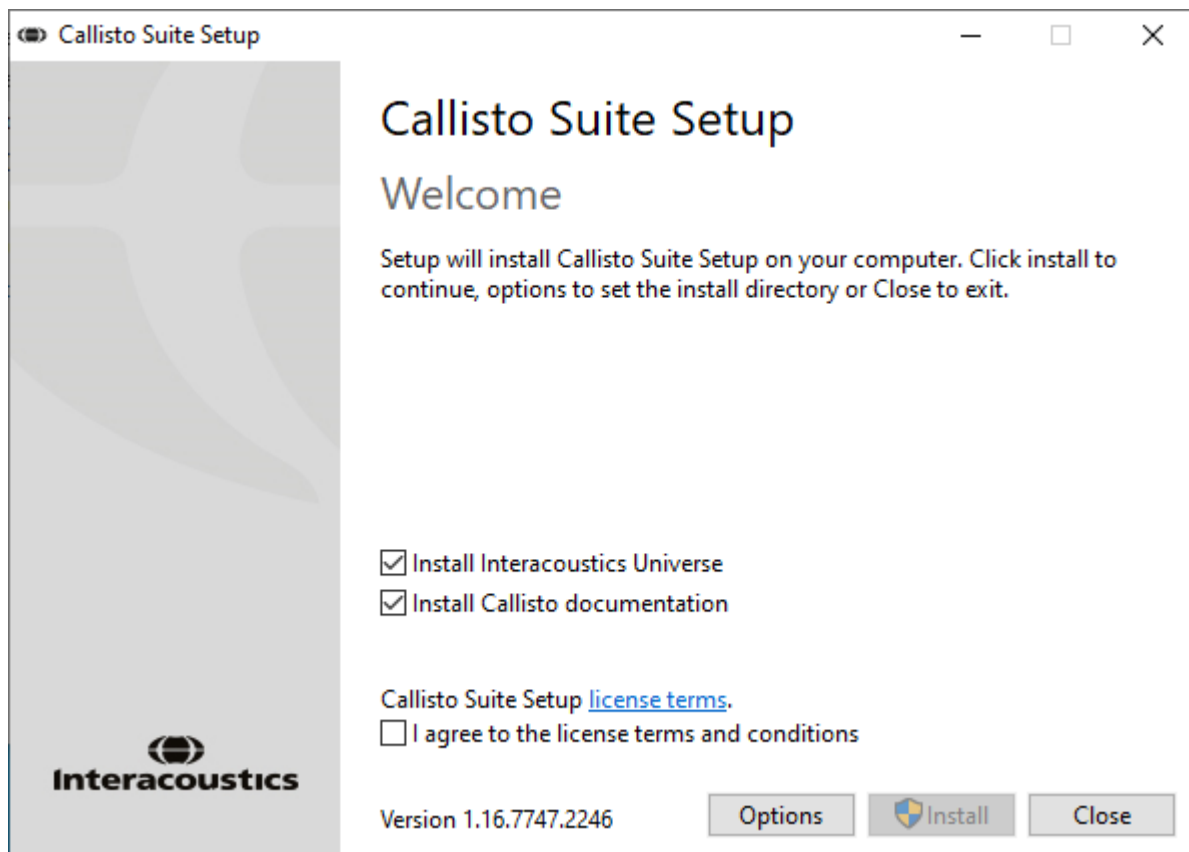 Callisto Suite Setup
Callisto Suite Setup
Welcome
Setup will install Callisto Suite Setup on your computer. Click install to
continue, options to set the install directory or Close to exit.
Install Interacoustics Universe
Install Callisto documentation
Callisto Suite Setup license terms.
I agree to the license terms and conditions
Interacoustics
Version 1.16.7747.2246
Options
Install
Close